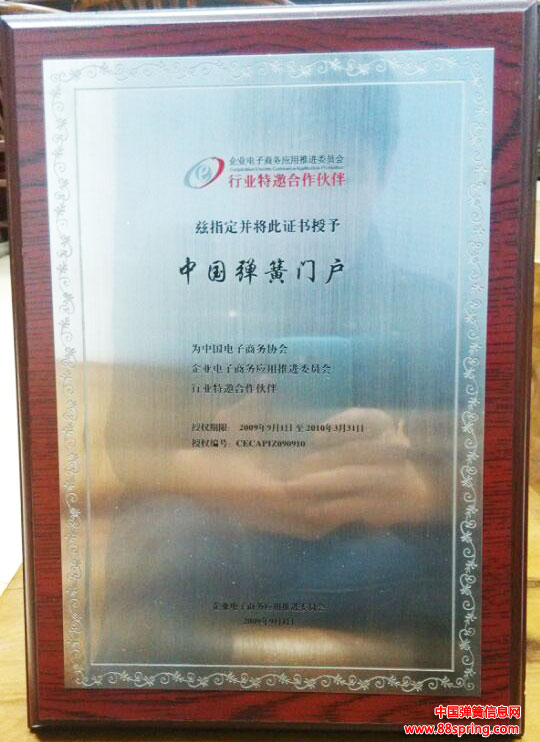 企业电子商务应用推进委员会
行业特邀合作伙伴
兹指定并将此证书授予
中国弹簧门户
为中国电子商务协会
企业电子商务应用推进委员会
行业特邀合作伙伴
授权期限: 2009年9月1日至2010年3月31日
授权编号: CECAPIZ090910
企业电子商务应用推进委员会
2009年9月1日
中国弹簧信息网
www.88spring.com